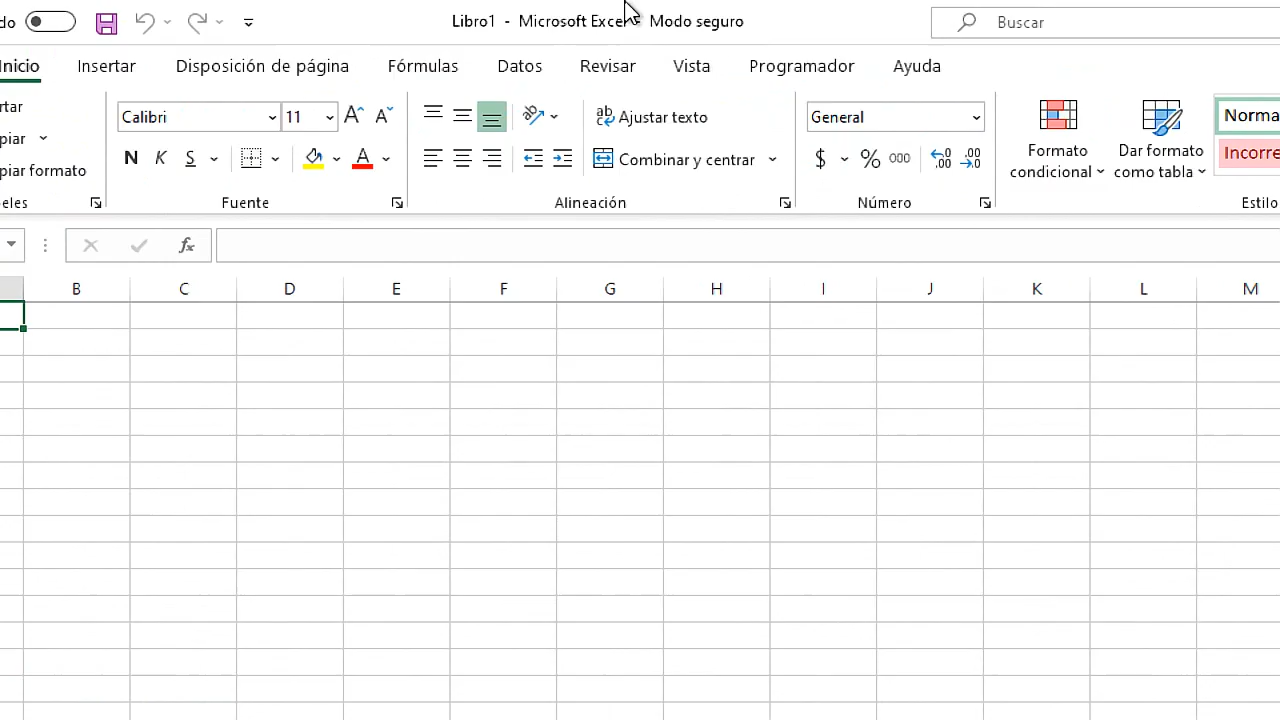 do
Libro1 - Microsoft Excel Modo seguro
Buscar
Inicio Insertar Disposición de página Fórmulas Datos Revisar Vista Programador Ayuda
rtar
piar
piar formato
eles
Calibri 11
N K S
Fuente
Ajustar texto
Combinar y centrar
Alineación
General
$ % 000
Número
Formato condicional
Dar formato como tabla
Norma
Incorre
Estilo
fx
B C D E F G H I J K L M